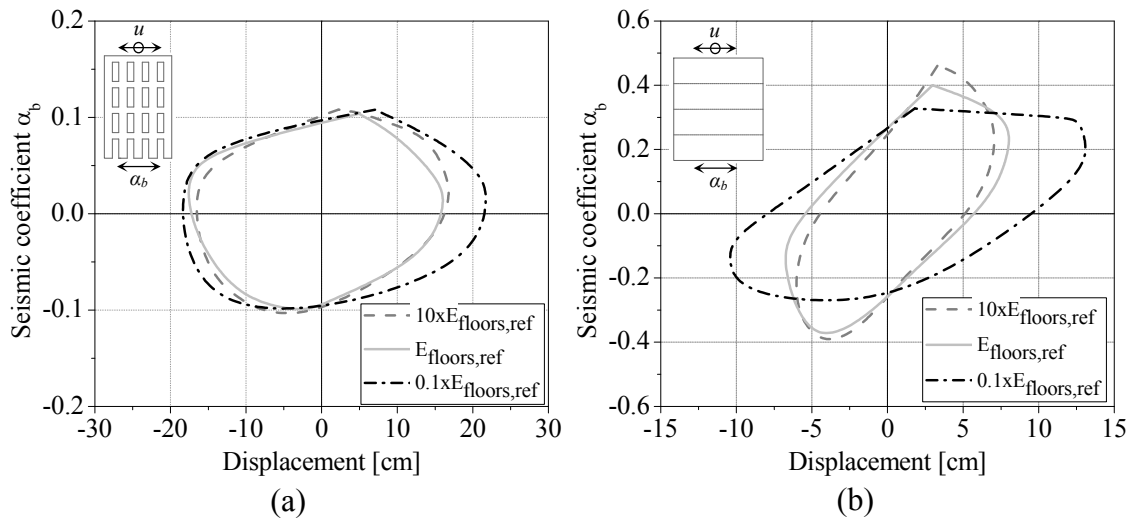 u
α_b
Seismic coefficient α_b
0.2
0.1
0.0
-0.1
-0.2
10xE_floors,ref
E_floors,ref
0.1xE_floors,ref
-30 -20 -10 0 10 20 30
Displacement [cm]
(a)
u
α_b
Seismic coefficient α_b
0.6
0.4
0.2
0.0
-0.2
-0.4
-0.6
10xE_floors,ref
E_floors,ref
0.1xE_floors,ref
-15 -10 -5 0 5 10 15
Displacement [cm]
(b)